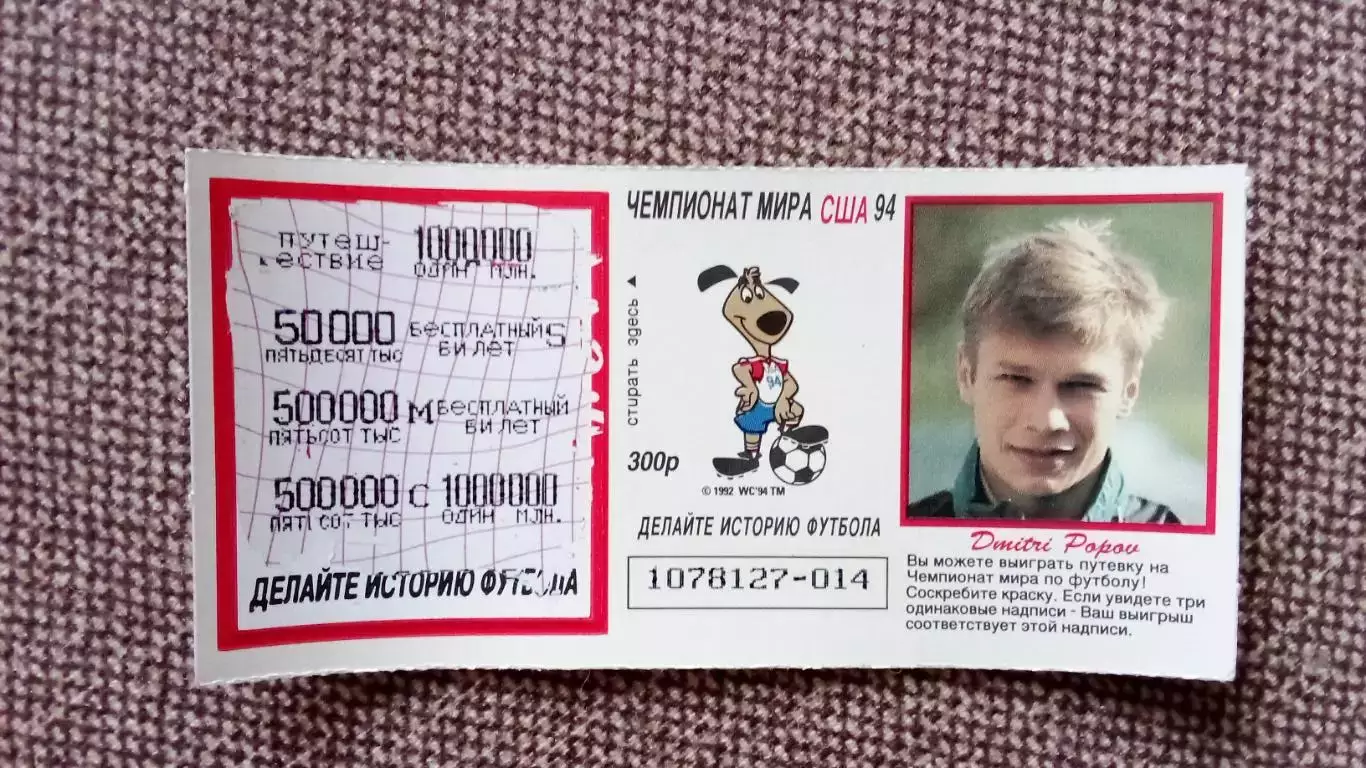 ПУТЕШ- 1000000
ЕСТВИЕ ОДИН МЛН.
50000 БЕСПЛАТНЫЙ S
ПЯТЬДЕСЯТ ТЫС БИЛЕТ
500000 М БЕСПЛАТНЫЙ
ПЯТЬСОТ ТЫС БИЛЕТ
500000 С 1000000
ПЯТЬСОТ ТЫС ОДИН МЛН.
ДЕЛАЙТЕ ИСТОРИЮ ФУТБОЛА
ЧЕМПИОНАТ МИРА США 94
стирать здесь ▲
94
300р
© 1992 WC'94 TM
ДЕЛАЙТЕ ИСТОРИЮ ФУТБОЛА
1078127-014
Dmitri Popov
Вы можете выиграть путевку на
Чемпионат мира по футболу!
Соскребите краску. Если увидете три
одинаковые надписи - Ваш выигрыш
соответствует этой надписи.